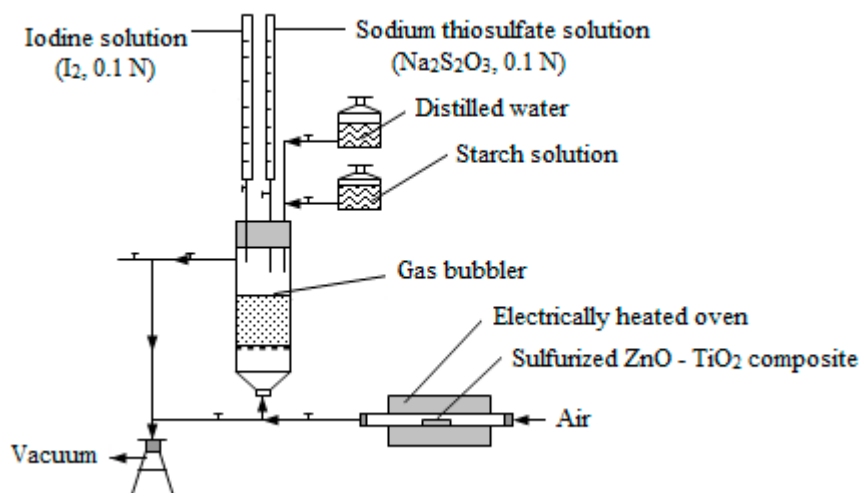 Iodine solution
(I2, 0.1 N)
Sodium thiosulfate solution
(Na2S2O3, 0.1 N)
Distilled water
Starch solution
Gas bubbler
Electrically heated oven
Sulfurized ZnO - TiO2 composite
Air
Vacuum